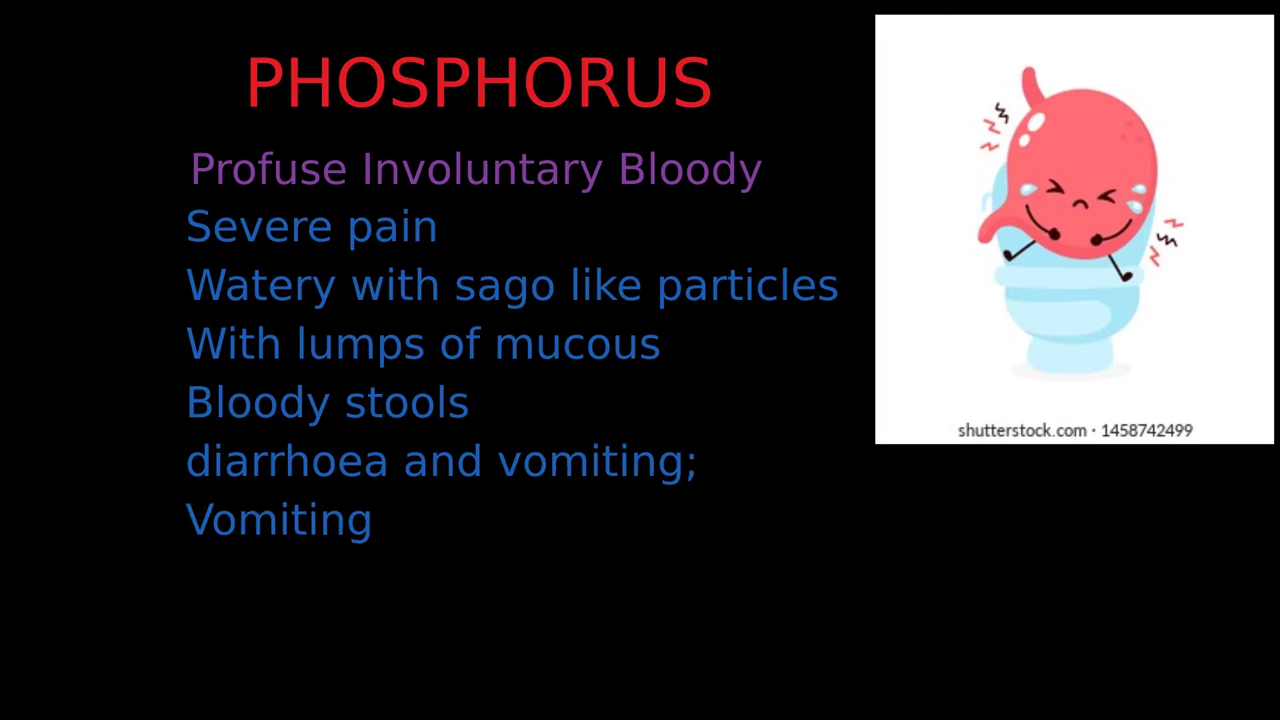 PHOSPHORUS
Profuse Involuntary Bloody
Severe pain
Watery with sago like particles
With lumps of mucous
Bloody stools
diarrhoea and vomiting;
Vomiting
shutterstock.com · 1458742499